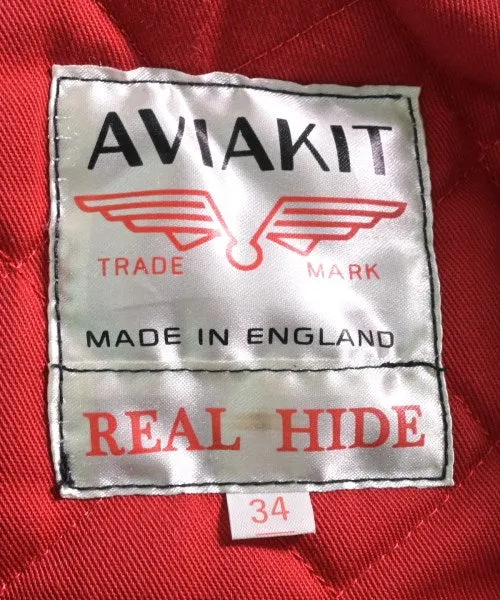 AVIAKIT
TRADE MARK
MADE IN ENGLAND
REAL HIDE
34